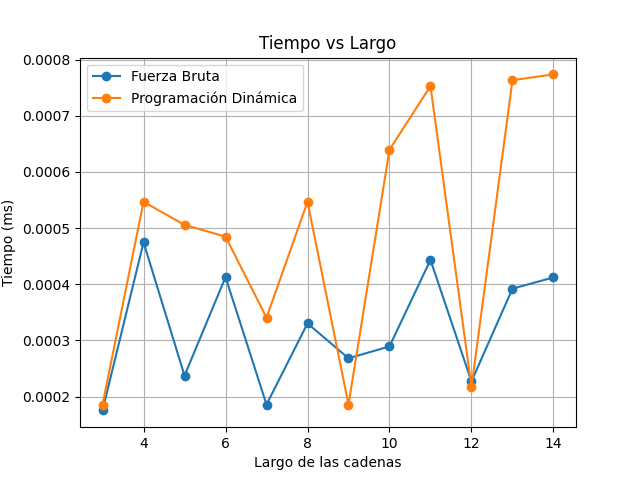 Tiempo vs Largo
Fuerza Bruta
Programación Dinámica
Tiempo (ms)
0.0008
0.0007
0.0006
0.0005
0.0004
0.0003
0.0002
4 6 8 10 12 14
Largo de las cadenas